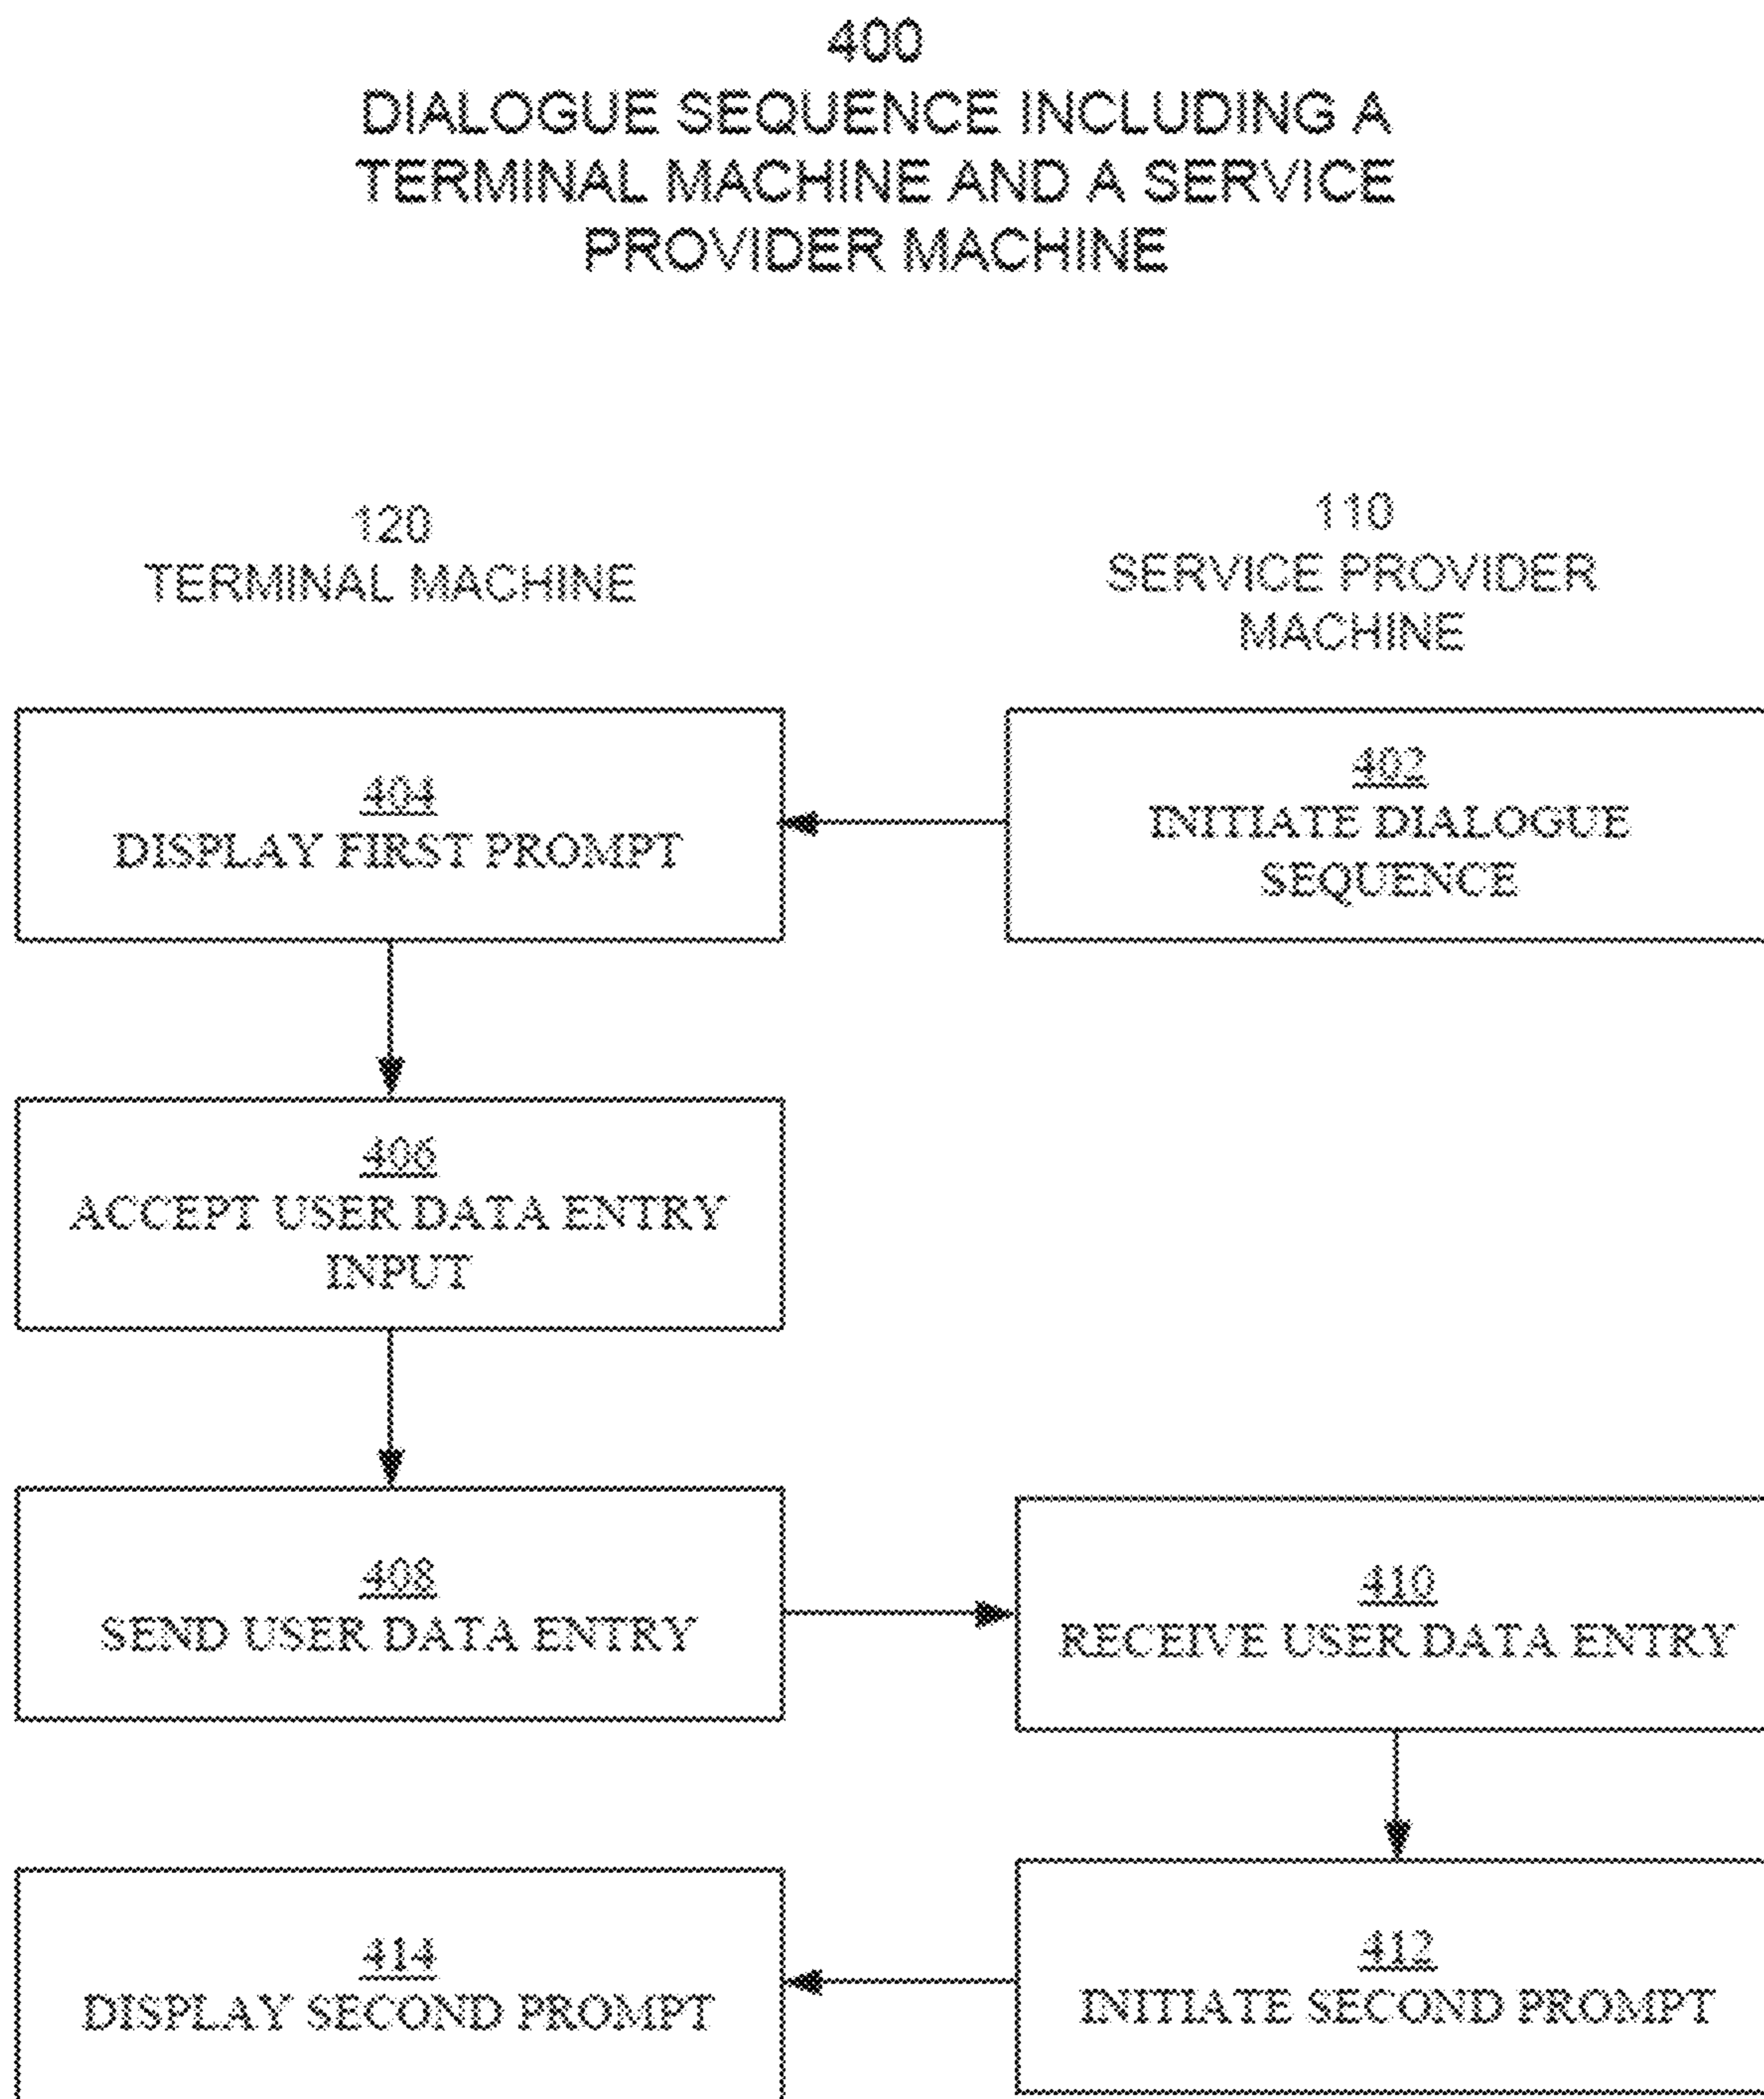 400
DIALOGUE SEQUENCE INCLUDING A
TERMINAL MACHINE AND A SERVICE
PROVIDER MACHINE
120
TERMINAL MACHINE
110
SERVICE PROVIDER
MACHINE
404
DISPLAY FIRST PROMPT
402
INITIATE DIALOGUE
SEQUENCE
406
ACCEPT USER DATA ENTRY
INPUT
408
SEND USER DATA ENTRY
410
RECEIVE USER DATA ENTRY
414
DISPLAY SECOND PROMPT
412
INITIATE SECOND PROMPT